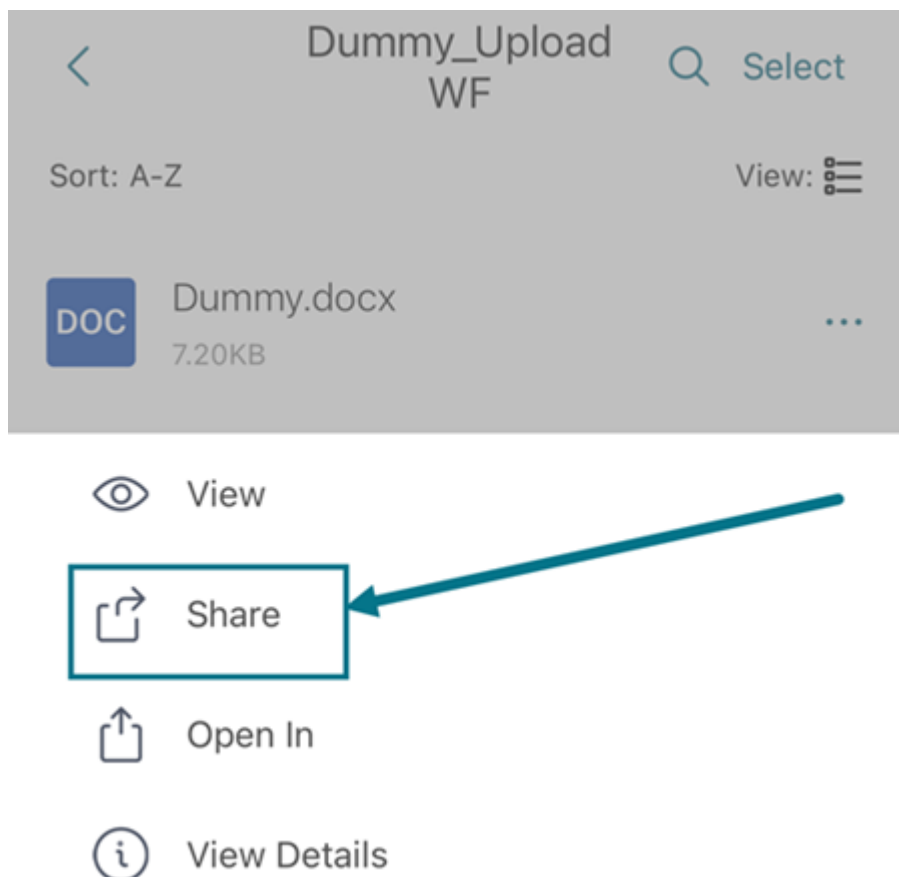 Dummy_Upload
WF
Select
Sort: A-Z
View:
DOC
Dummy.docx
7.20KB
View
Share
Open In
View Details